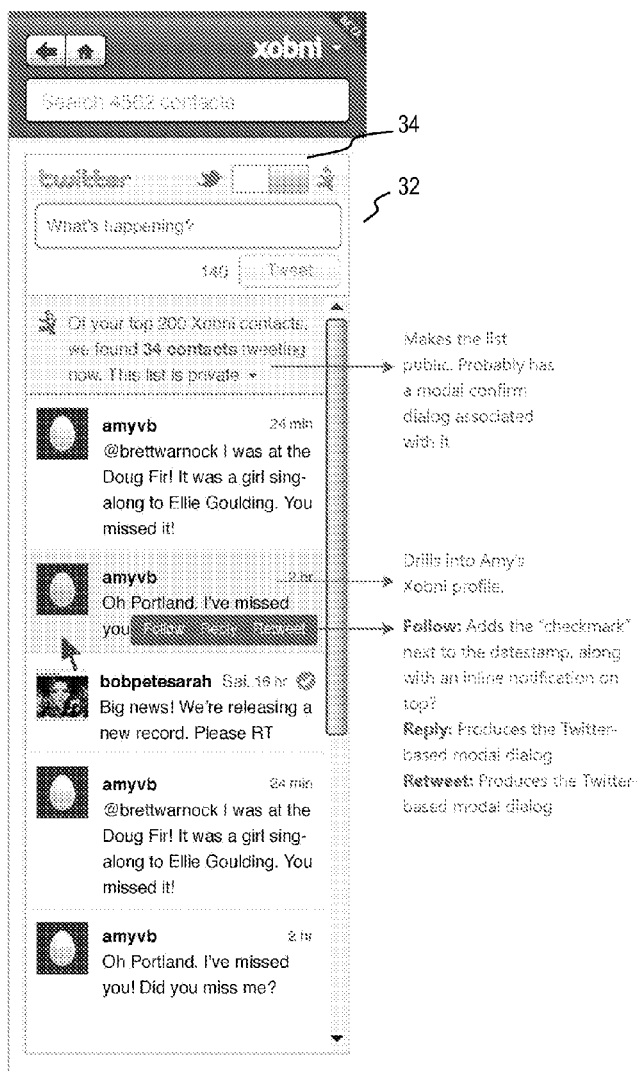 xobni
Search 4562 contacts
34
twitter
32
What's happening?
140 Tweet
Of your top 200 Xobni contacts,
we found 34 contacts tweeting
now. This list is private
Makes the list
public. Probably has
a modal confirm
dialog associated
with it
amyvb 24 min
@brettwarnock I was at the
Doug Fir! It was a girl sing-
along to Ellie Goulding. You
missed it!
amyvb 2 hr
Oh Portland. I've missed
you Follow Reply Retweet
Drills into Amy's
Xobni profile.
Follow: Adds the "checkmark"
next to the datestamp, along
with an inline notification on
top?
Reply: Produces the Twitter-
based modal dialog
Retweet: Produces the Twitter-
based modal dialog
bobpetesarah Sat, 16 hr
Big news! We're releasing a
new record. Please RT
amyvb 24 min
@brettwarnock I was at the
Doug Fir! It was a girl sing-
along to Ellie Goulding. You
missed it!
amyvb 2 hr
Oh Portland. I've missed
you! Did you miss me?